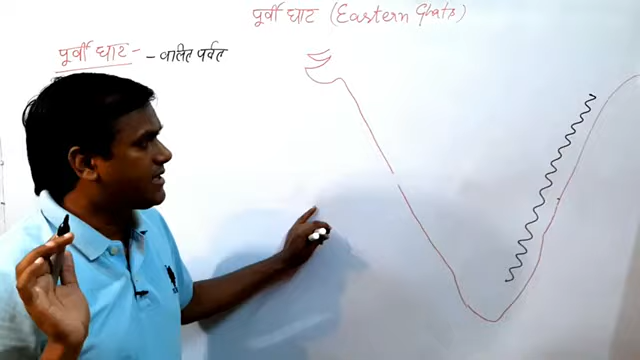 पूर्वी घाट (Eastern Ghats)
पूर्वी घाट - - वलित पर्वत